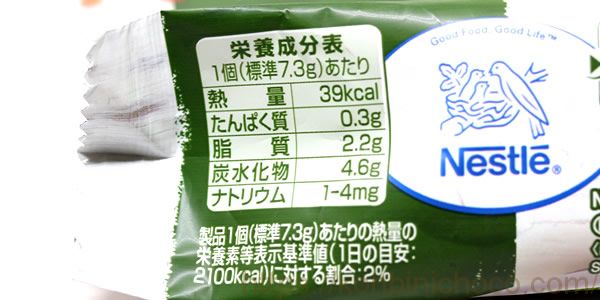 栄養成分表
1個(標準7.3g)あたり
熱 量 39kcal
たんぱく質 0.3g
脂 質 2.2g
炭水化物 4.6g
ナトリウム 1-4mg
製品1個(標準7.3g)あたりの熱量の
栄養素等表示基準値(1日の目安:
2100kcal)に対する割合:2%
Good Food, Good Life™
Nestlé®